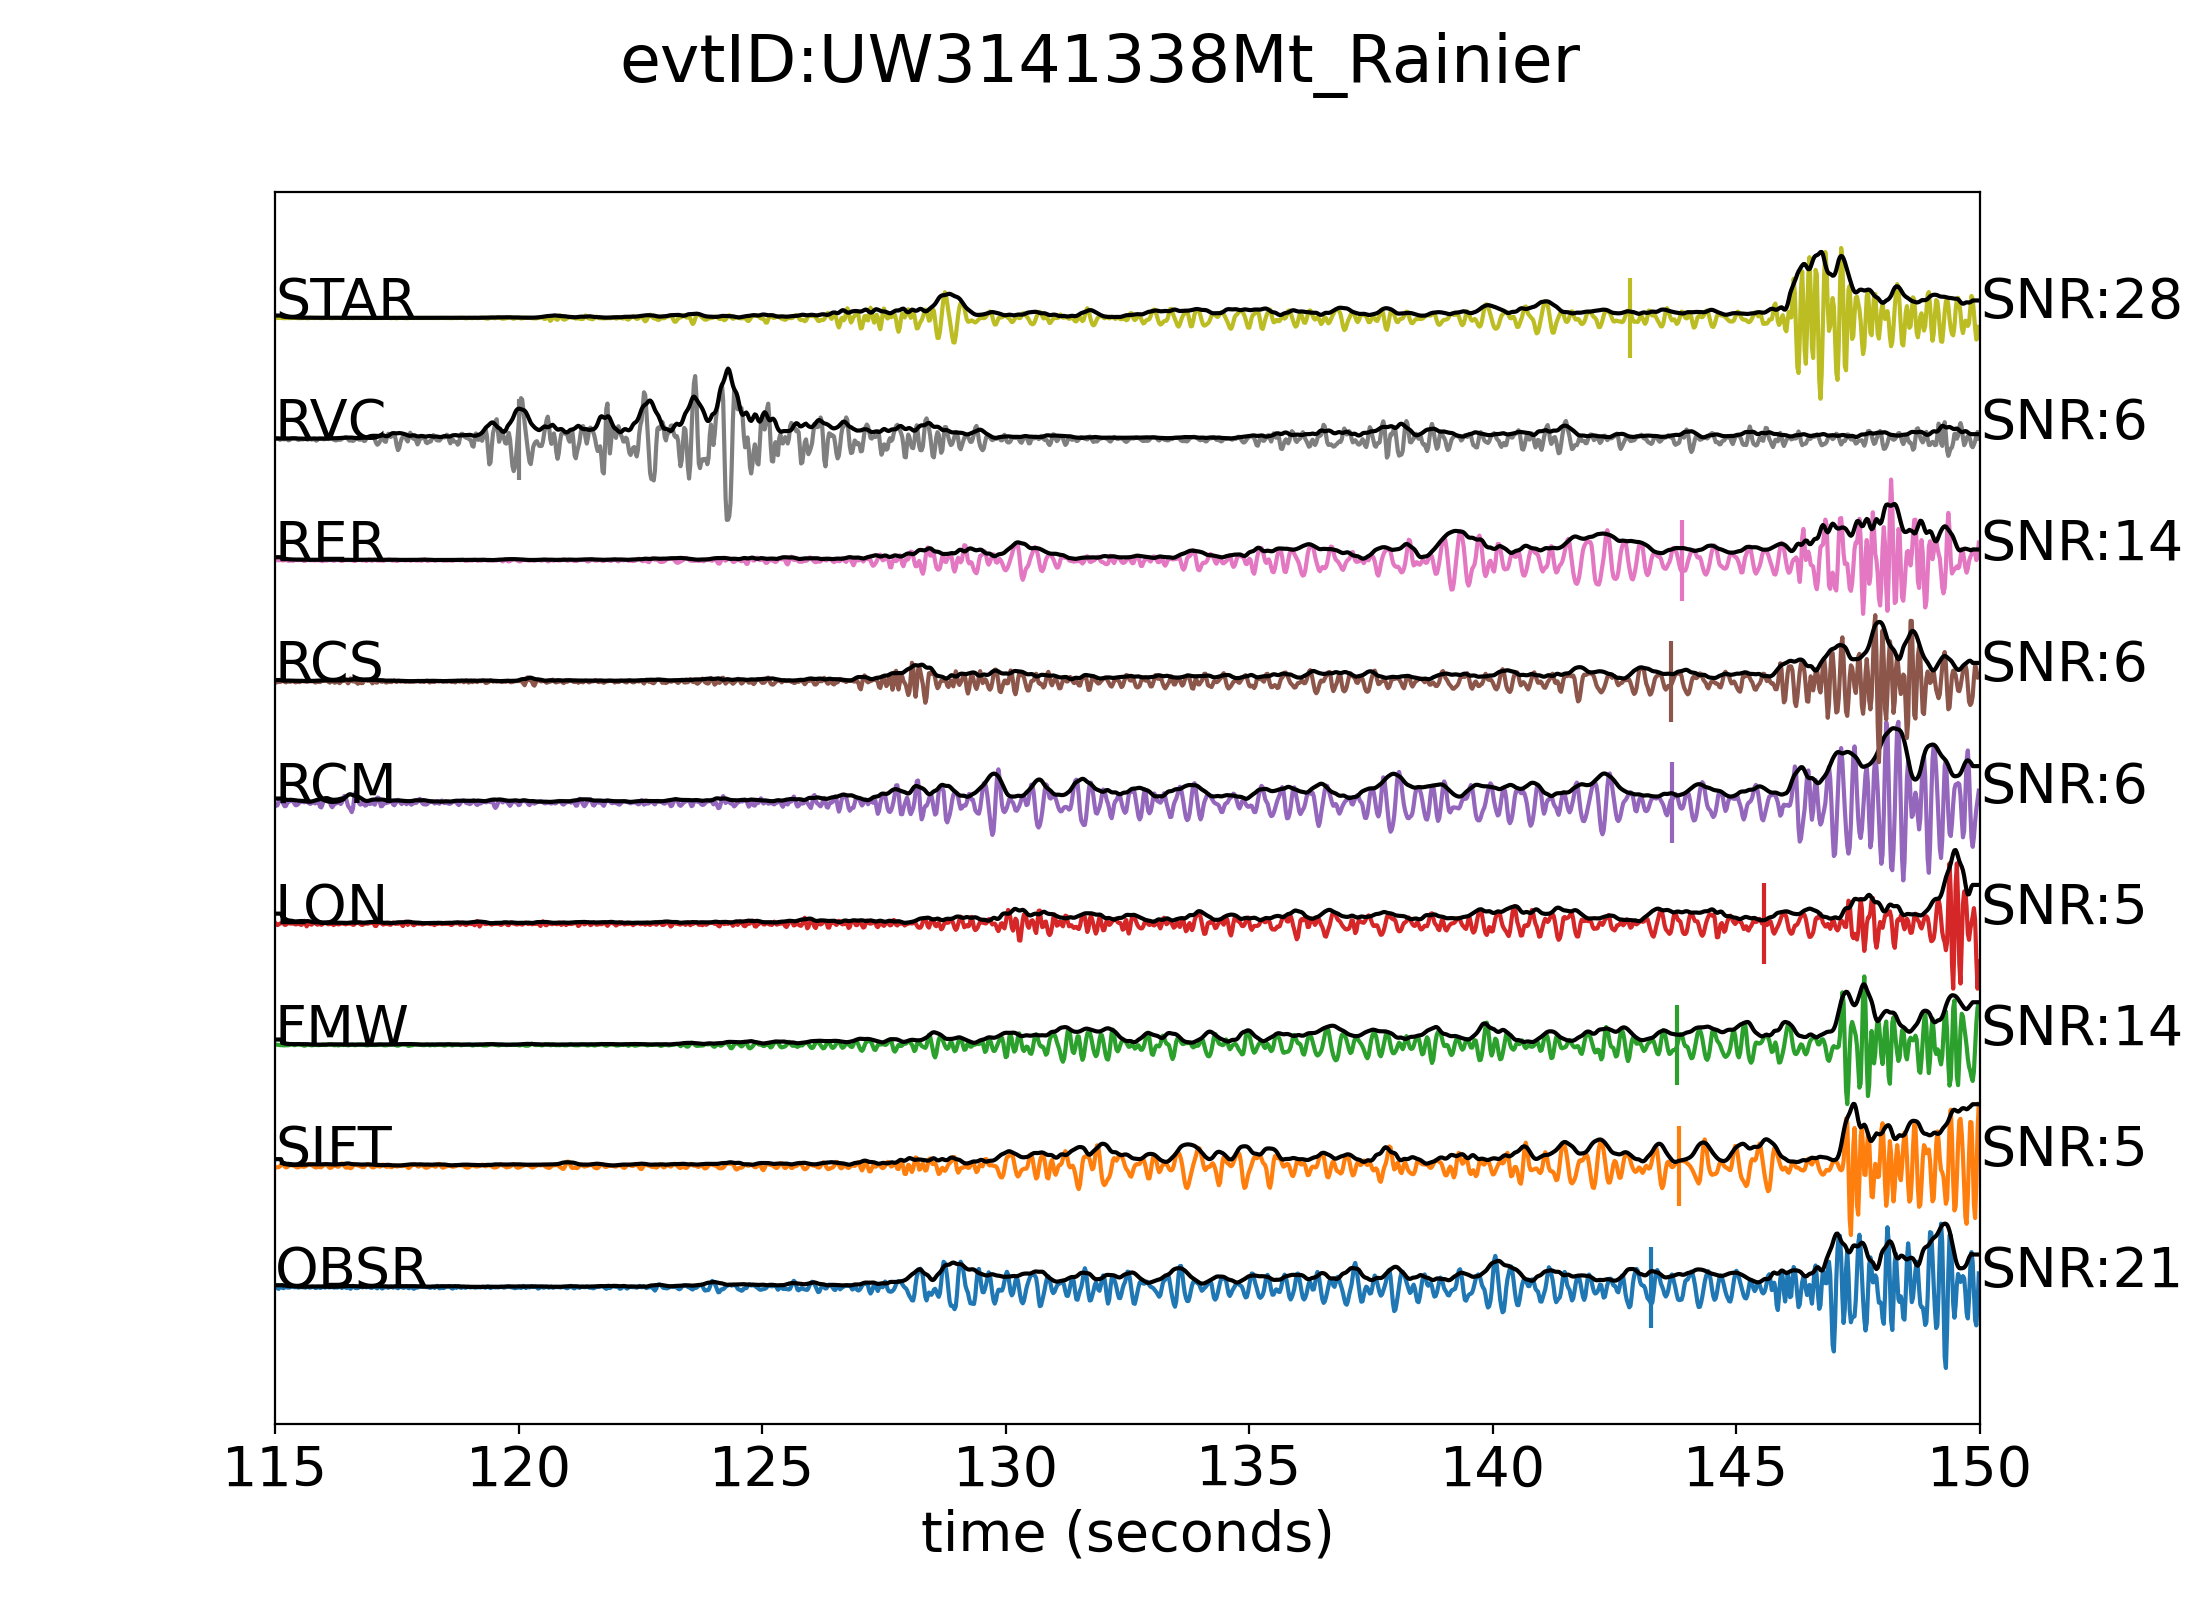 evtID:UW3141338Mt_Rainier
STAR SNR:28
RVC SNR:6
RER SNR:14
RCS SNR:6
RCM SNR:6
LON SNR:5
FMW SNR:14
SIFT SNR:5
OBSR SNR:21
115 120 125 130 135 140 145 150
time (seconds)